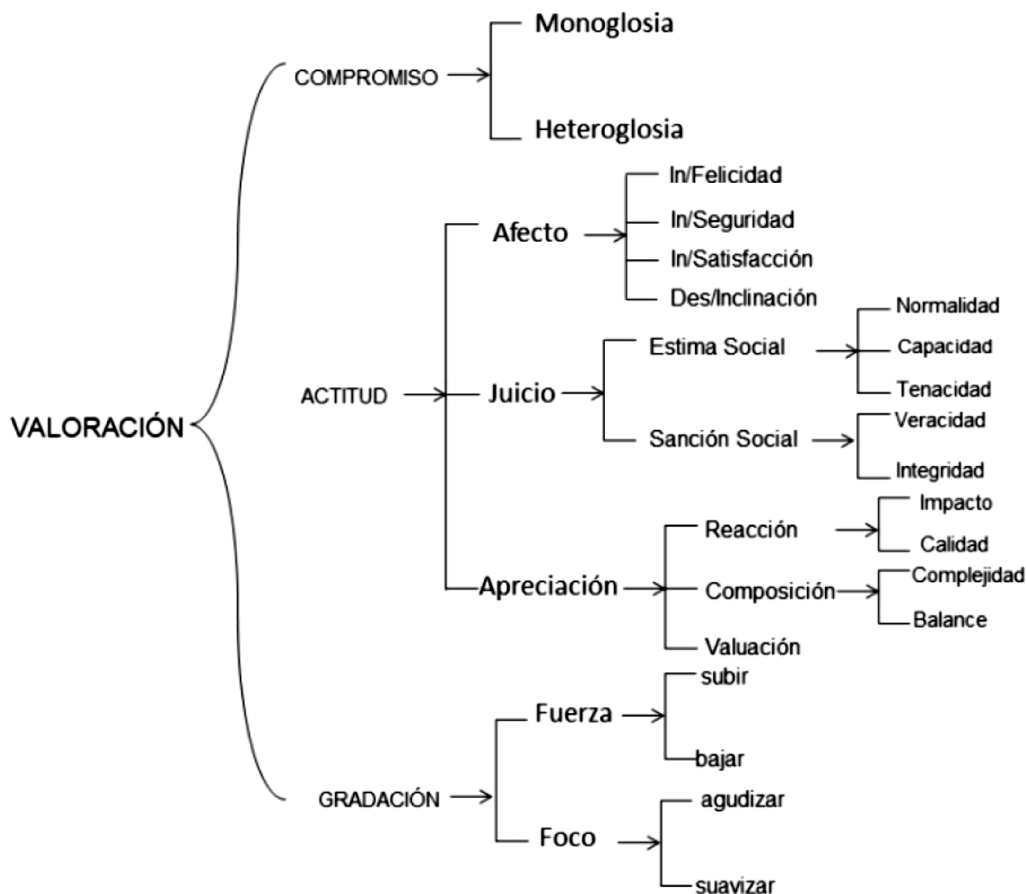 VALORACIÓN
COMPROMISO
Monoglosia
Heteroglosia
ACTITUD
Afecto
In/Felicidad
In/Seguridad
In/Satisfacción
Des/Inclinación
Juicio
Estima Social
Normalidad
Capacidad
Tenacidad
Sanción Social
Veracidad
Integridad
Apreciación
Reacción
Impacto
Calidad
Composición
Complejidad
Balance
Valuación
GRADACIÓN
Fuerza
subir
bajar
Foco
agudizar
suavizar